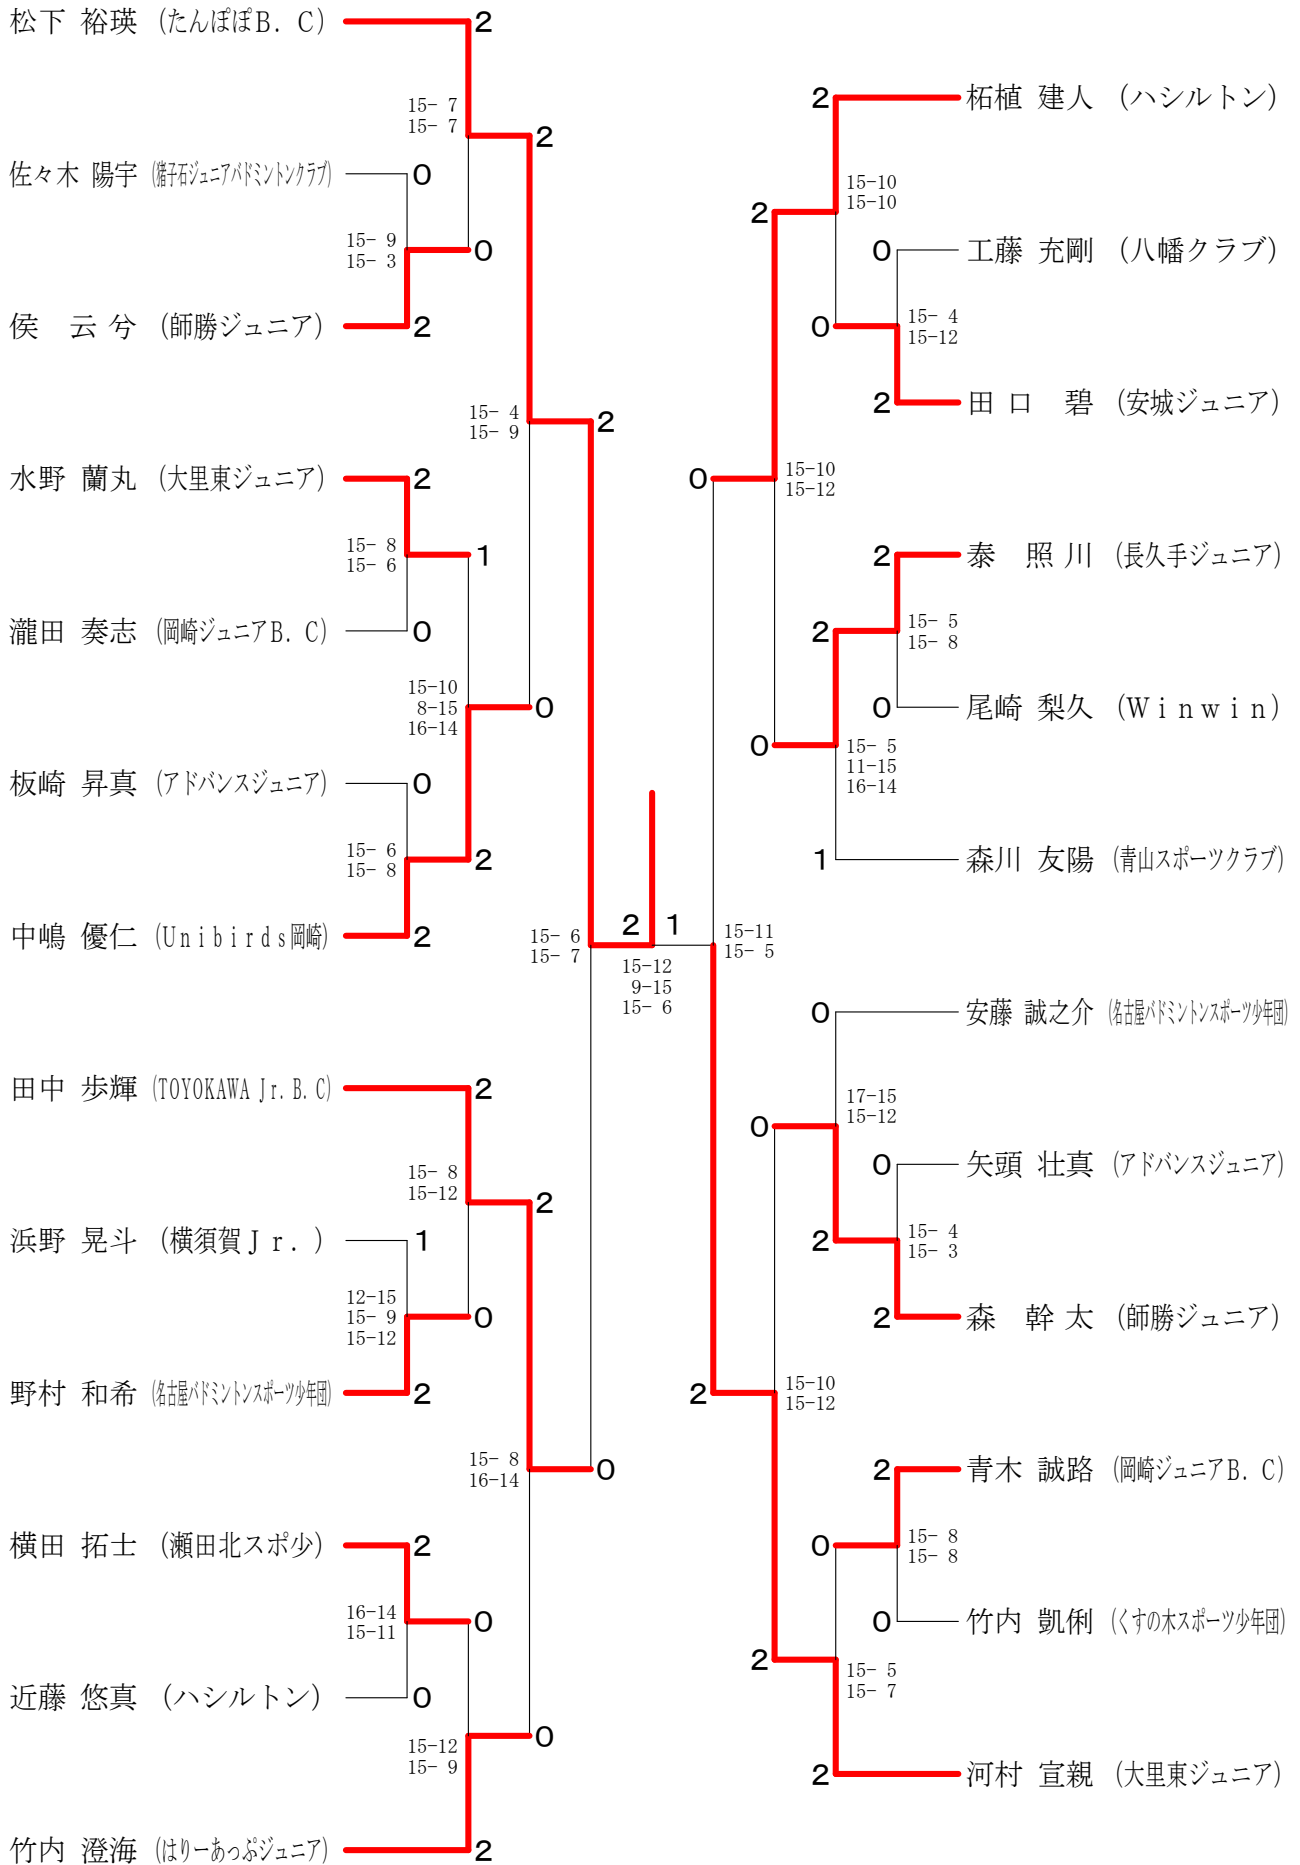 松下 裕瑛 (たんぽぽB.C) 2
15- 7
15- 7
2
佐々木 陽宇 (猪子石ジュニアバドミントンクラブ) 0
15- 9
15- 3
0
侯 云兮 (師勝ジュニア) 2
15- 4
15- 9
2
水野 蘭丸 (大里東ジュニア) 2
15- 8
15- 6
1
瀧田 奏志 (岡崎ジュニアB.C) 0
15-10
8-15
16-14
0
板崎 昇真 (アドバンスジュニア) 0
15- 6
15- 8
2
中嶋 優仁 (Unibirds岡崎) 2
15- 6
15- 7
2 1
15-12
9-15
15- 6
田中 歩輝 (TOYOKAWA Jr.B.C) 2
15- 8
15-12
2
浜野 晃斗 (横須賀Jr.) 1
12-15
15- 9
15-12
0
野村 和希 (名古屋バドミントンスポーツ少年団) 2
15- 8
16-14
0
横田 拓士 (瀬田北スポ少) 2
16-14
15-11
0
近藤 悠真 (ハシルトン) 0
15-12
15- 9
0
竹内 澄海 (はりーあっぷジュニア) 2
2 柘植 建人 (ハシルトン)
15-10
15-10
2
0 工藤 充剛 (八幡クラブ)
15- 4
15-12
0
2 田口 碧 (安城ジュニア)
0
15-10
15-12
2 泰 照川 (長久手ジュニア)
15- 5
15- 8
2
0 尾崎 梨久 (Winwin)
0
15- 5
11-15
16-14
1 森川 友陽 (青山スポーツクラブ)
15-11
15- 5
0 安藤 誠之介 (名古屋バドミントンスポーツ少年団)
17-15
15-12
0
0 矢頭 壮真 (アドバンスジュニア)
15- 4
15- 3
2
2 森 幹太 (師勝ジュニア)
2
15-10
15-12
2 青木 誠路 (岡崎ジュニアB.C)
15- 8
15- 8
0
0 竹内 凱俐 (くすの木スポーツ少年団)
2
15- 5
15- 7
2 河村 宣親 (大里東ジュニア)